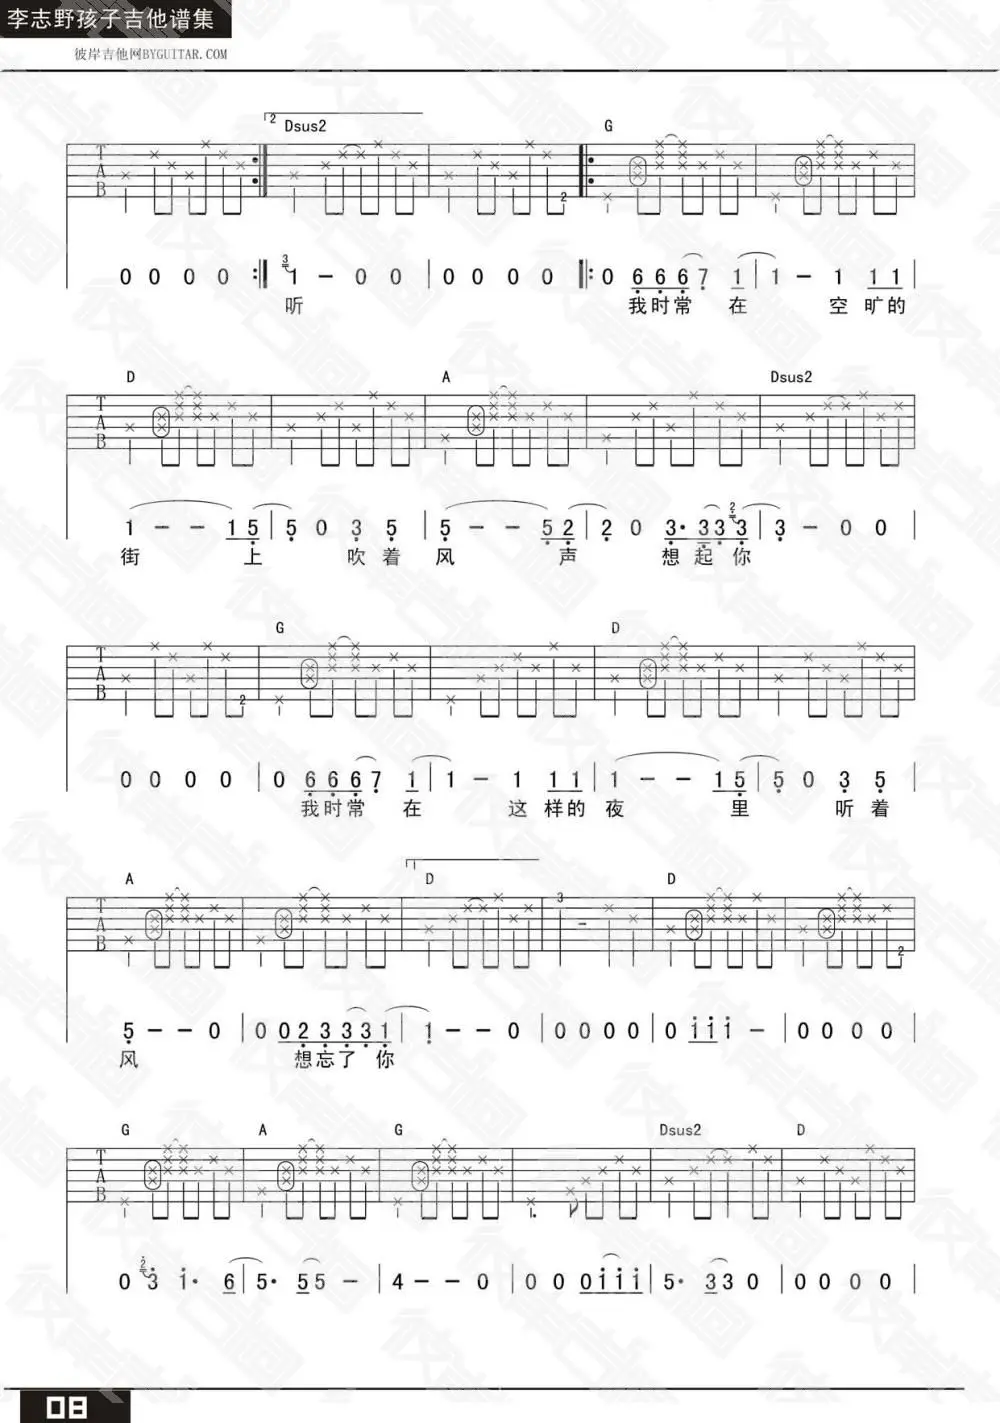 李志野孩子吉他谱集
彼岸吉他网BYGUITAR.COM
2 Dsus2 G
T
A
B
2
0 0 0 0 3 1 - 0 0 0 0 0 0 0 6 6 6 7 1 1 - 1 1 1
听 我时常 在 空 旷的
D A Dsus2
T
A
B
1 - - 1 5 5 0 3 5 5 - - 5 2 2 0 3· 3 3 2 3 3 - 0 0
街 上 吹着 风 声 想起你
G D
T
A
B
2
0 0 0 0 0 6 6 6 7 1 1 - 1 1 1 1 - - 1 5 5 0 3 5
我时常 在 这 样的 夜 里 听着
A 1 D D
T
A
B
3 - 2
5 - - 0 0 0 2 3 3 3 1 1 - - 0 0 0 0 0 0 i i i - 0 0 0 0
风 想忘了 你
G A G Dsus2 D
T
A
B
0 2 3 i· 6 5· 5 5 - 4 - - 0 0 0 0 i i i 5· 3 3 0 0 0 0 0
08